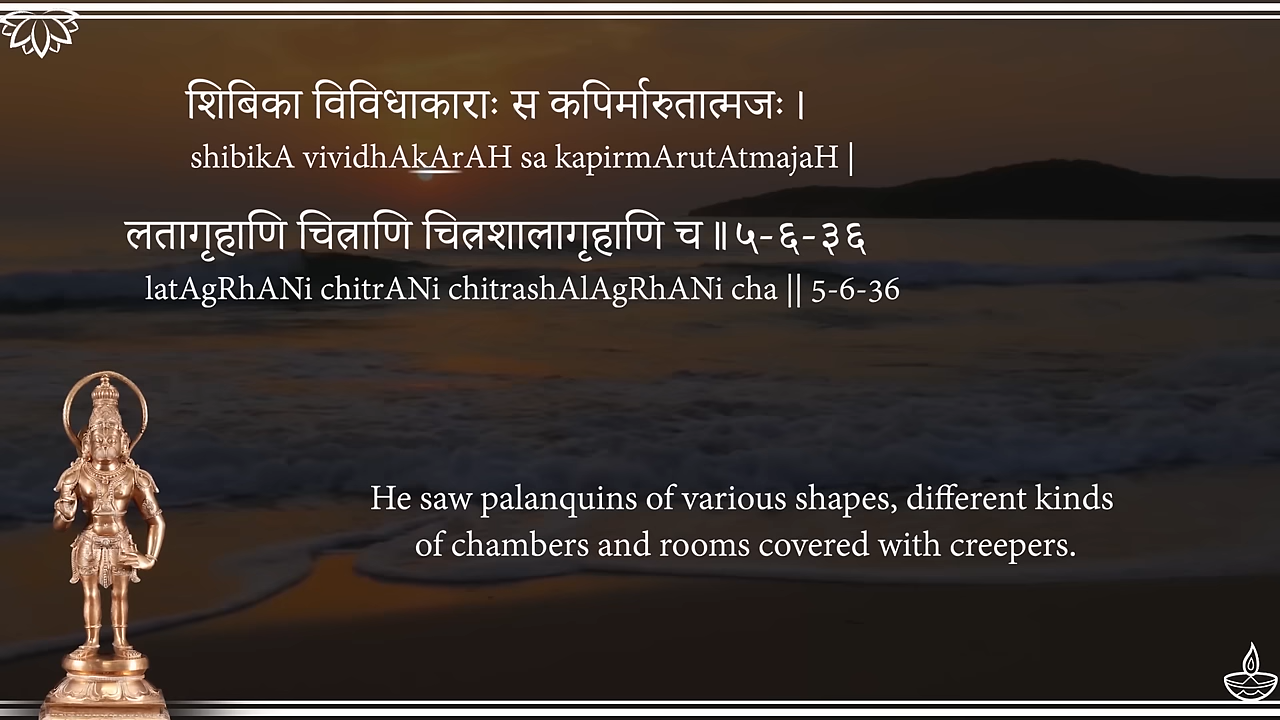 शिबिका विविधाकाराः स कपिर्मारुतात्मजः ।
shibikA vividhAkArAH sa kapirmArutAtmajaH |
लतागृहाणि चित्राणि चित्रशालागृहाणि च ॥ ५-६-३६
latAgRhANi chitrANi chitrashAlAgRhANi cha || 5-6-36
He saw palanquins of various shapes, different kinds
of chambers and rooms covered with creepers.